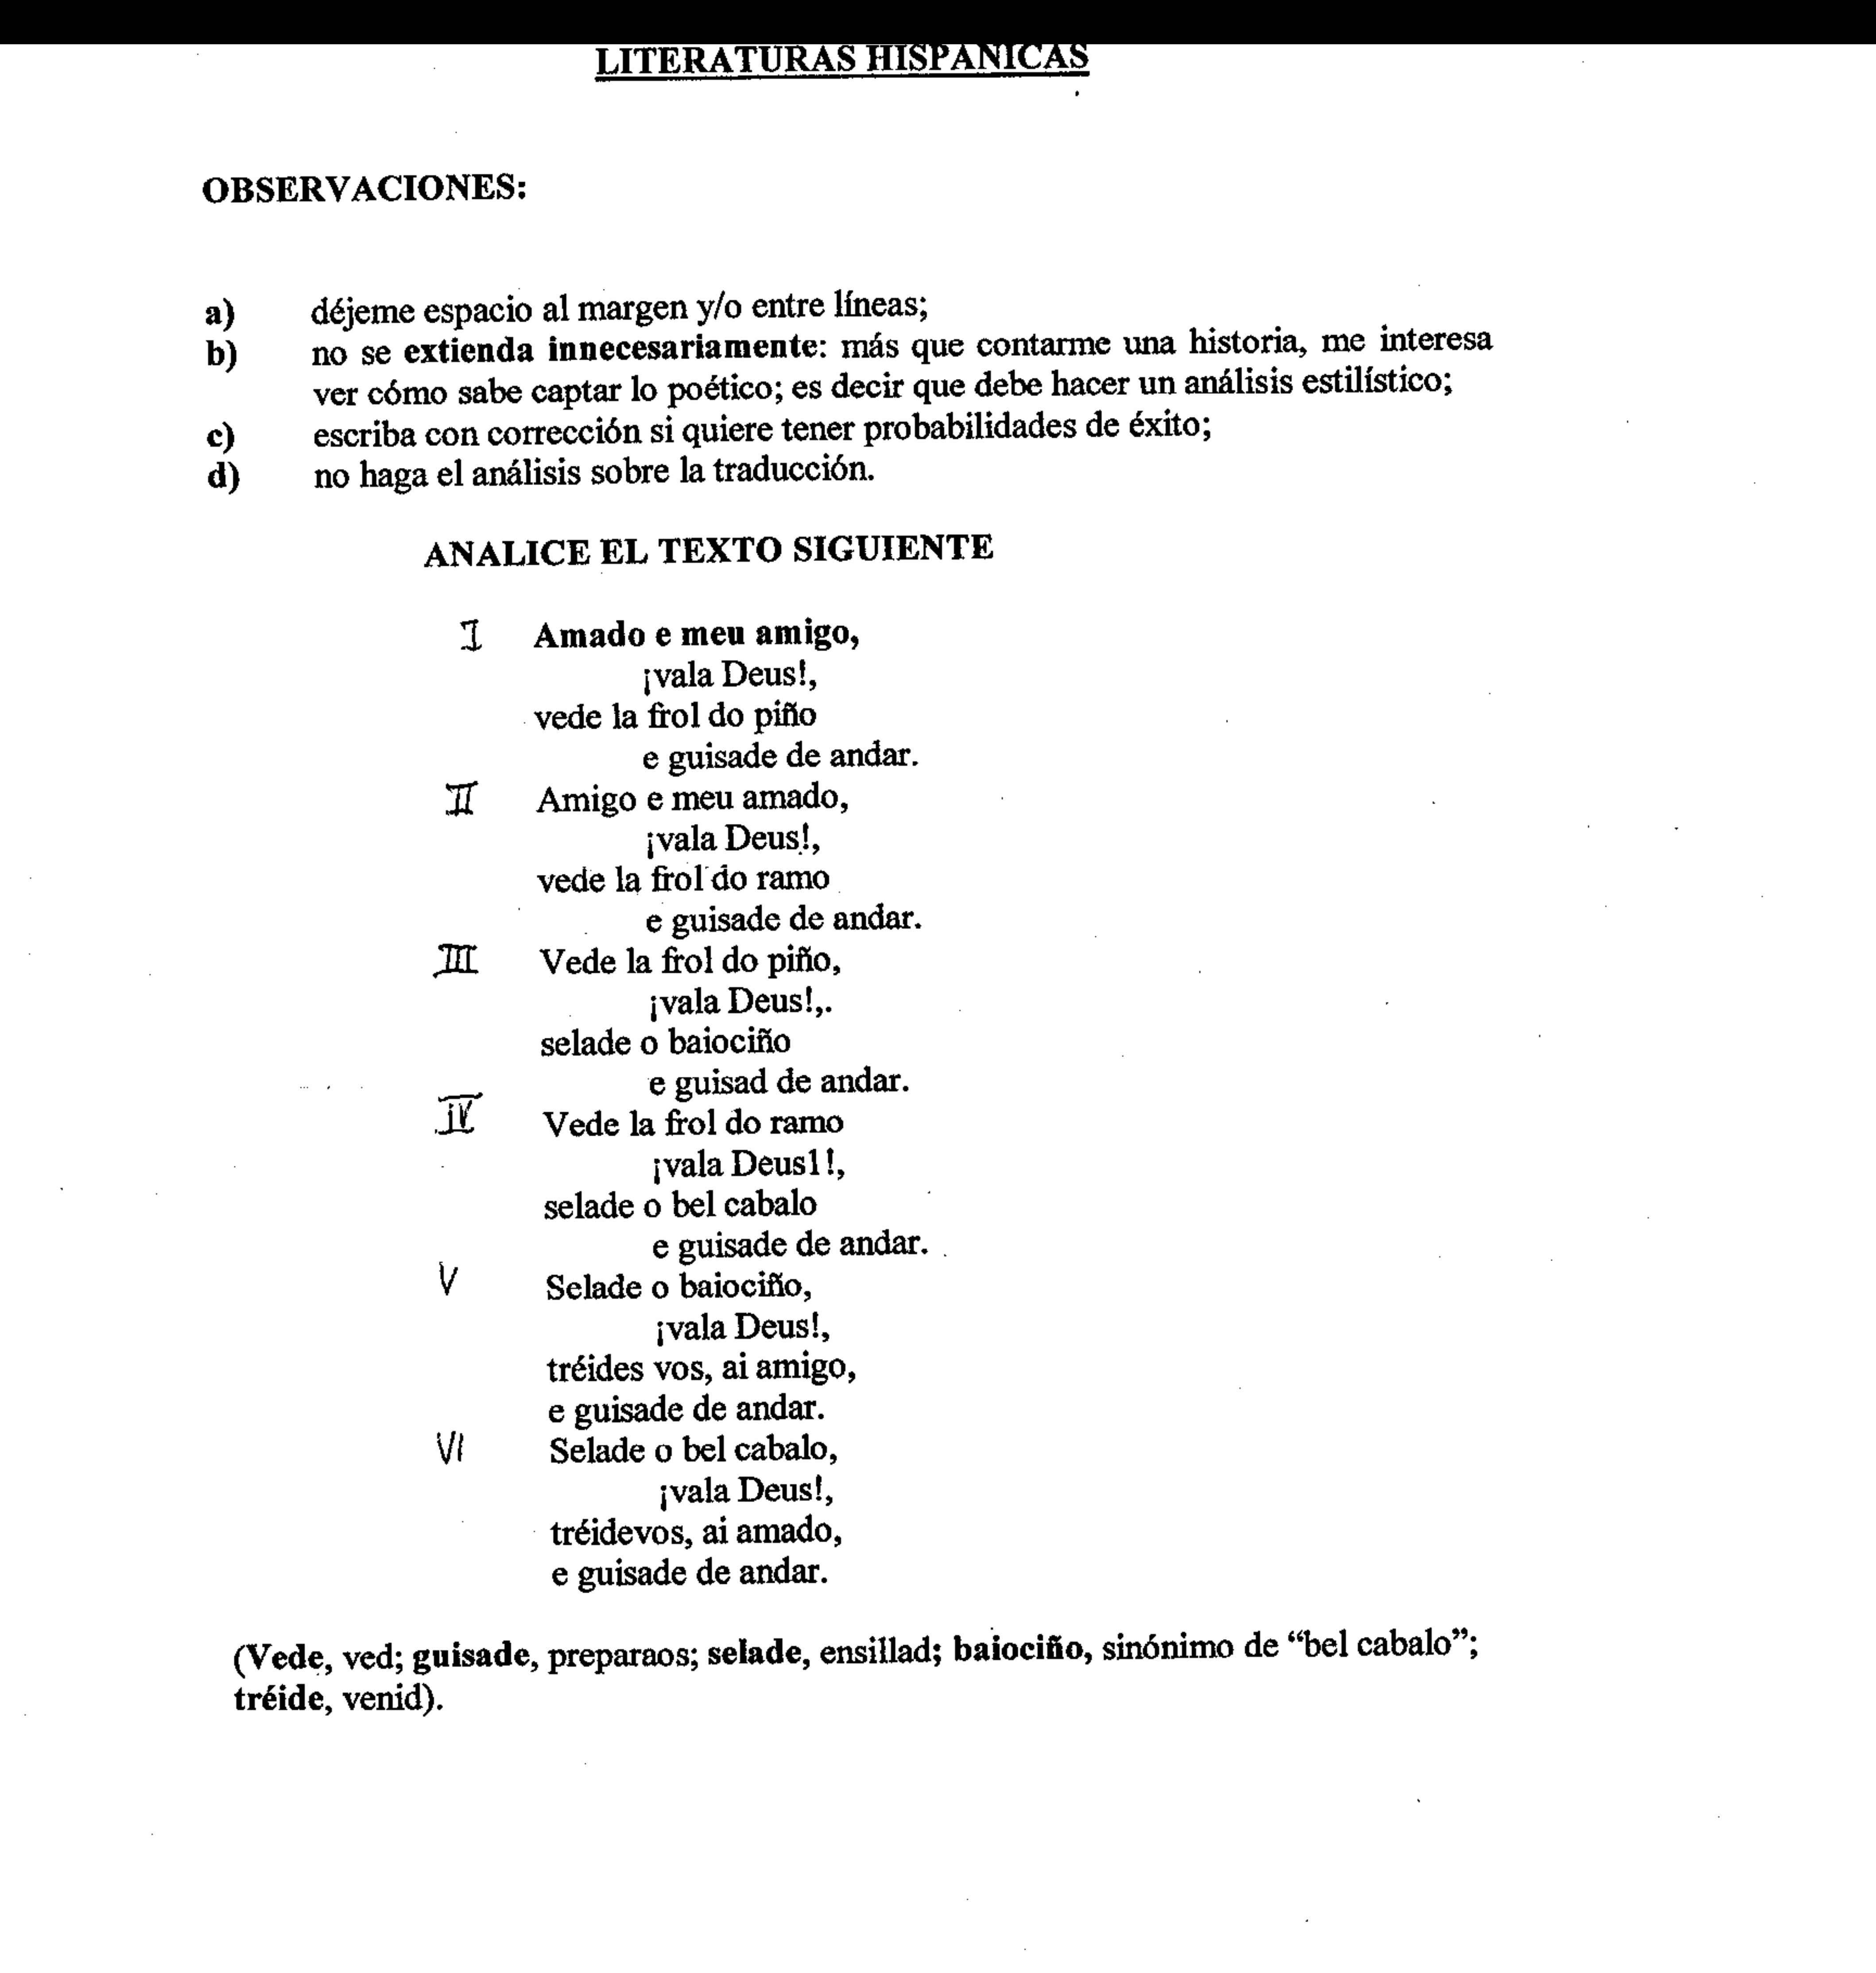 LITERATURAS HISPANICAS
OBSERVACIONES:
a) déjeme espacio al margen y/o entre líneas;
b) no se extienda innecesariamente: más que contarme una historia, me interesa
ver cómo sabe captar lo poético; es decir que debe hacer un análisis estilístico;
c) escriba con corrección si quiere tener probabilidades de éxito;
d) no haga el análisis sobre la traducción.
ANALICE EL TEXTO SIGUIENTE
I Amado e meu amigo,
¡vala Deus!,
vede la frol do piño
e guisade de andar.
II Amigo e meu amado,
¡vala Deus!,
vede la frol do ramo
e guisade de andar.
III Vede la frol do piño,
¡vala Deus!,.
selade o baiociño
e guisad de andar.
IV Vede la frol do ramo
¡vala Deus1!,
selade o bel cabalo
e guisade de andar.
V Selade o baiociño,
¡vala Deus!,
tréides vos, ai amigo,
e guisade de andar.
VI Selade o bel cabalo,
¡vala Deus!,
tréidevos, ai amado,
e guisade de andar.
(Vede, ved; guisade, preparaos; selade, ensillad; baiociño, sinónimo de “bel cabalo”;
tréide, venid).